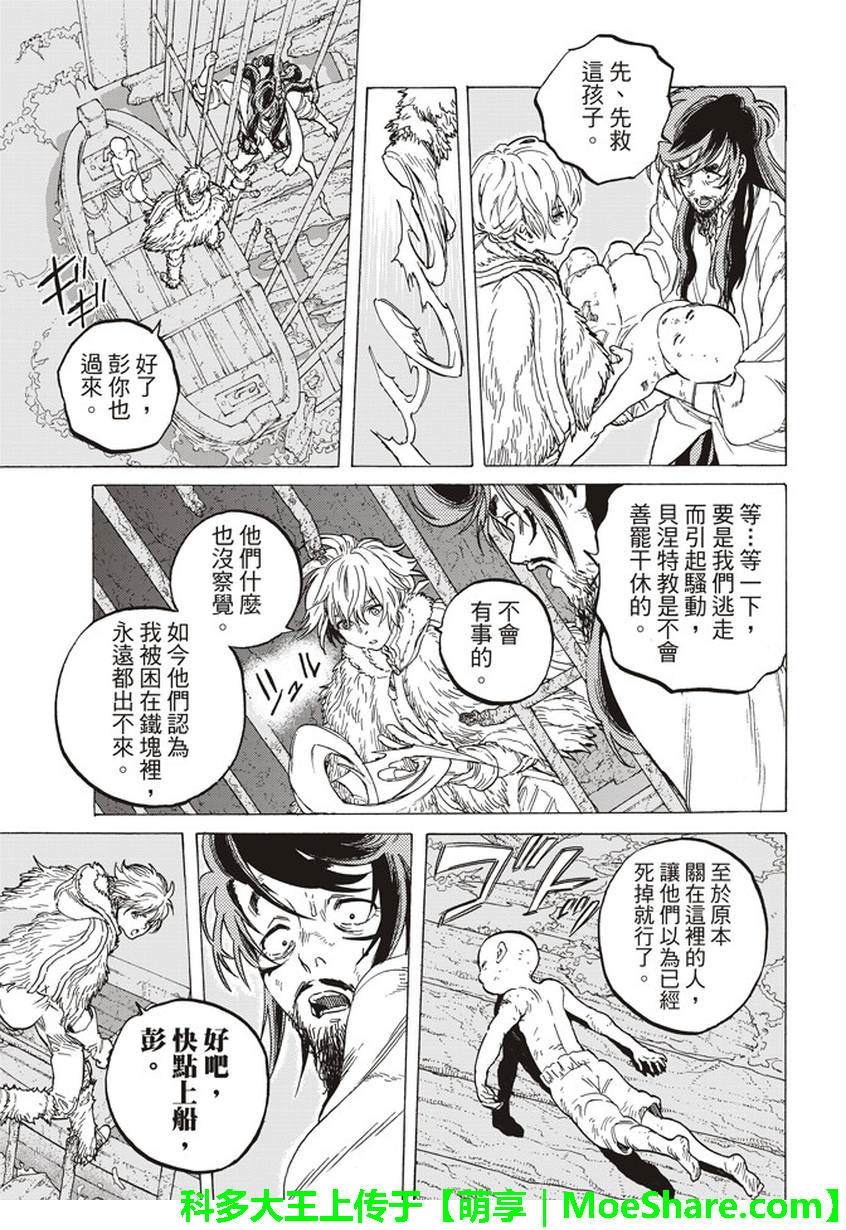 先、先救
這孩子。
好了，
彭你也
過來。
ギギ
等…等一下，
要是我們逃走
而引起騷動，
貝涅特教是不會
善罷干休的。
不會
有事的。
他們什麼
也沒察覺。
如今他們認為
我被困在鐵塊裡，
永遠都出不來。
至於原本
關在這裡的人，
讓他們以為已經
死掉就行了。
好吧，
快點上船，
彭。
科多大王上传于【萌享｜MoeShare.com】